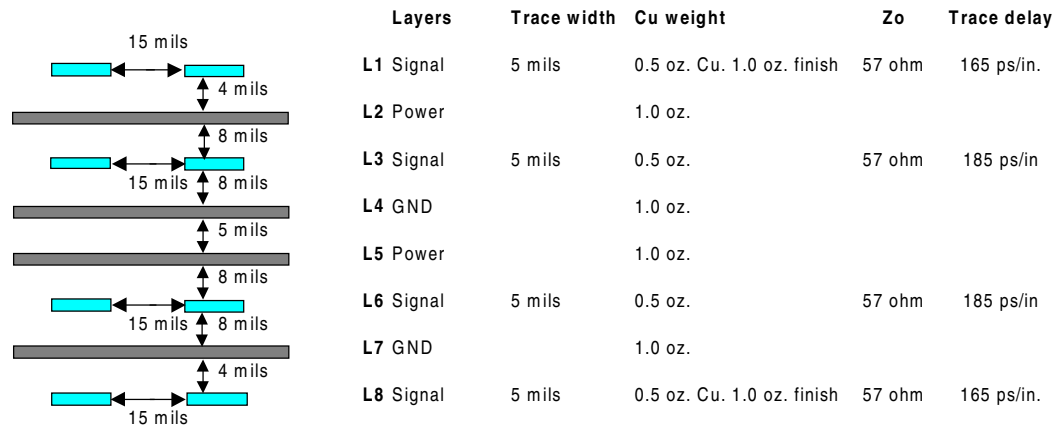 Layers Trace width Cu weight Zo Trace delay
15 mils
L1 Signal 5 mils 0.5 oz. Cu. 1.0 oz. finish 57 ohm 165 ps/in.
4 mils
L2 Power 1.0 oz.
8 mils
L3 Signal 5 mils 0.5 oz. 57 ohm 185 ps/in
15 mils 8 mils
L4 GND 1.0 oz.
5 mils
L5 Power 1.0 oz.
8 mils
L6 Signal 5 mils 0.5 oz. 57 ohm 185 ps/in
15 mils 8 mils
L7 GND 1.0 oz.
4 mils
L8 Signal 5 mils 0.5 oz. Cu. 1.0 oz. finish 57 ohm 165 ps/in.
15 mils